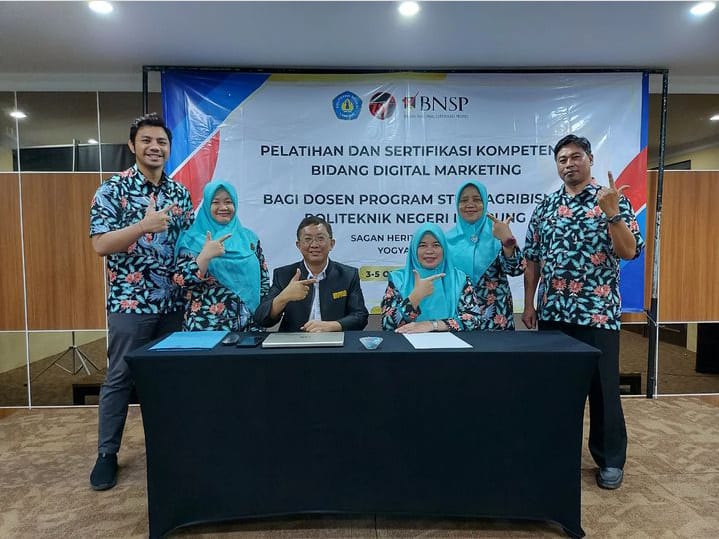 BNSP
PELATIHAN DAN SERTIFIKASI KOMPETEN
BIDANG DIGITAL MARKETING
BAGI DOSEN PROGRAM ST AGRIBIS
POLITEKNIK NEGERI L UNG
SAGAN HERIT
YOGYA
3-5 O